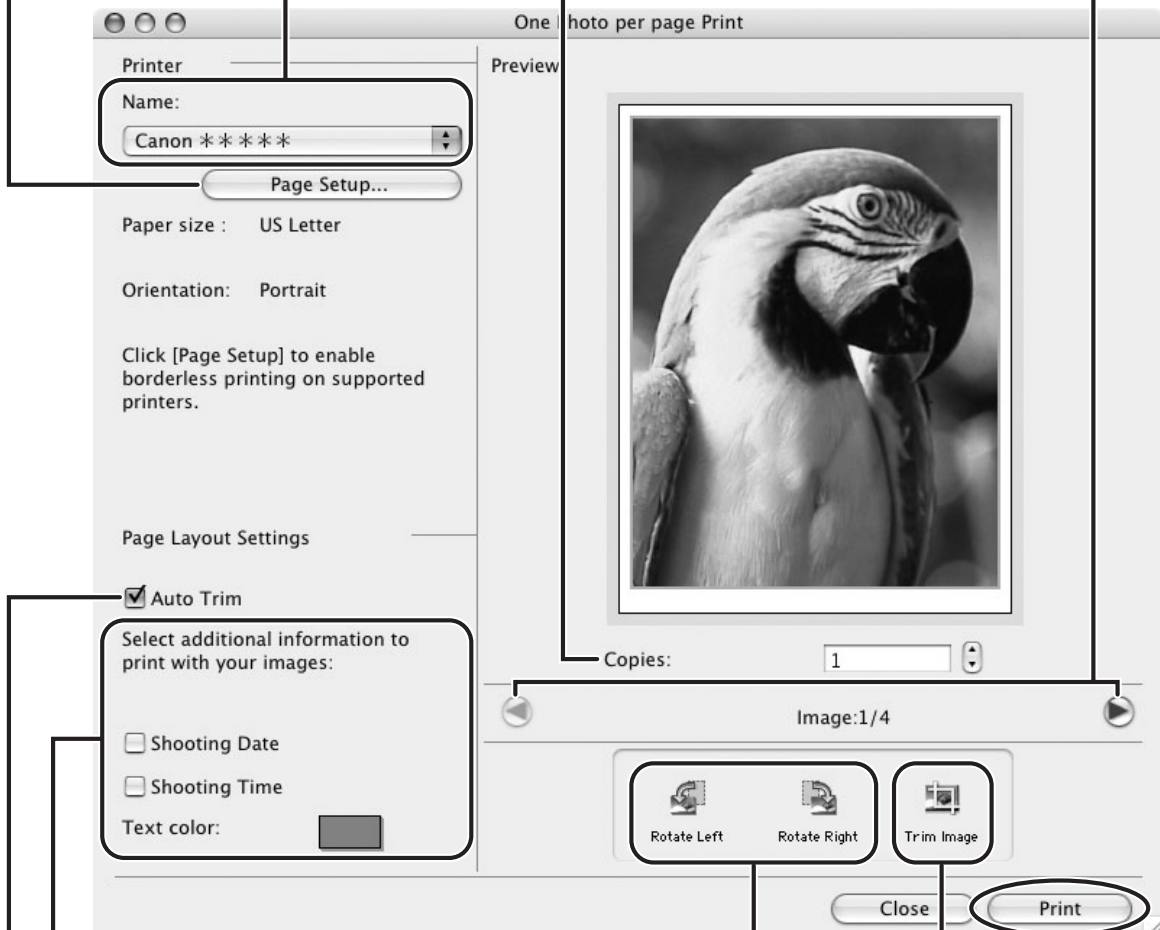 One Photo per page Print
Printer
Name:
Canon *****
Page Setup...
Paper size : US Letter
Orientation: Portrait
Click [Page Setup] to enable
borderless printing on supported
printers.
Page Layout Settings
Auto Trim
Select additional information to
print with your images:
Shooting Date
Shooting Time
Text color:
Preview
Copies: 1
Image:1/4
Rotate Left Rotate Right Trim Image
Close Print